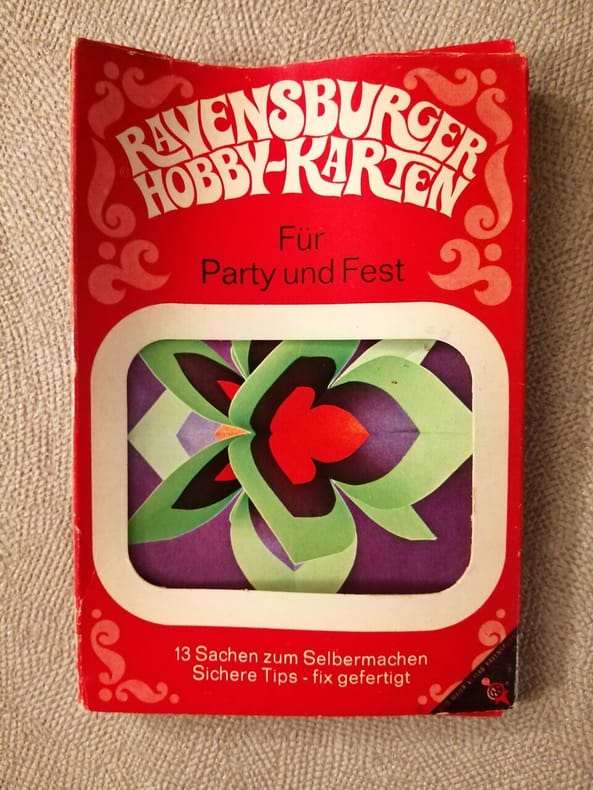 RAVENSBURGER
HOBBY-KARTEN
Für
Party und Fest
13 Sachen zum Selbermachen
Sichere Tips - fix gefertigt